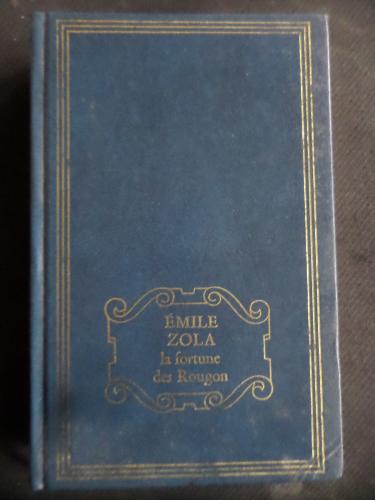 ÉMILE
ZOLA
la fortune
des Rougon